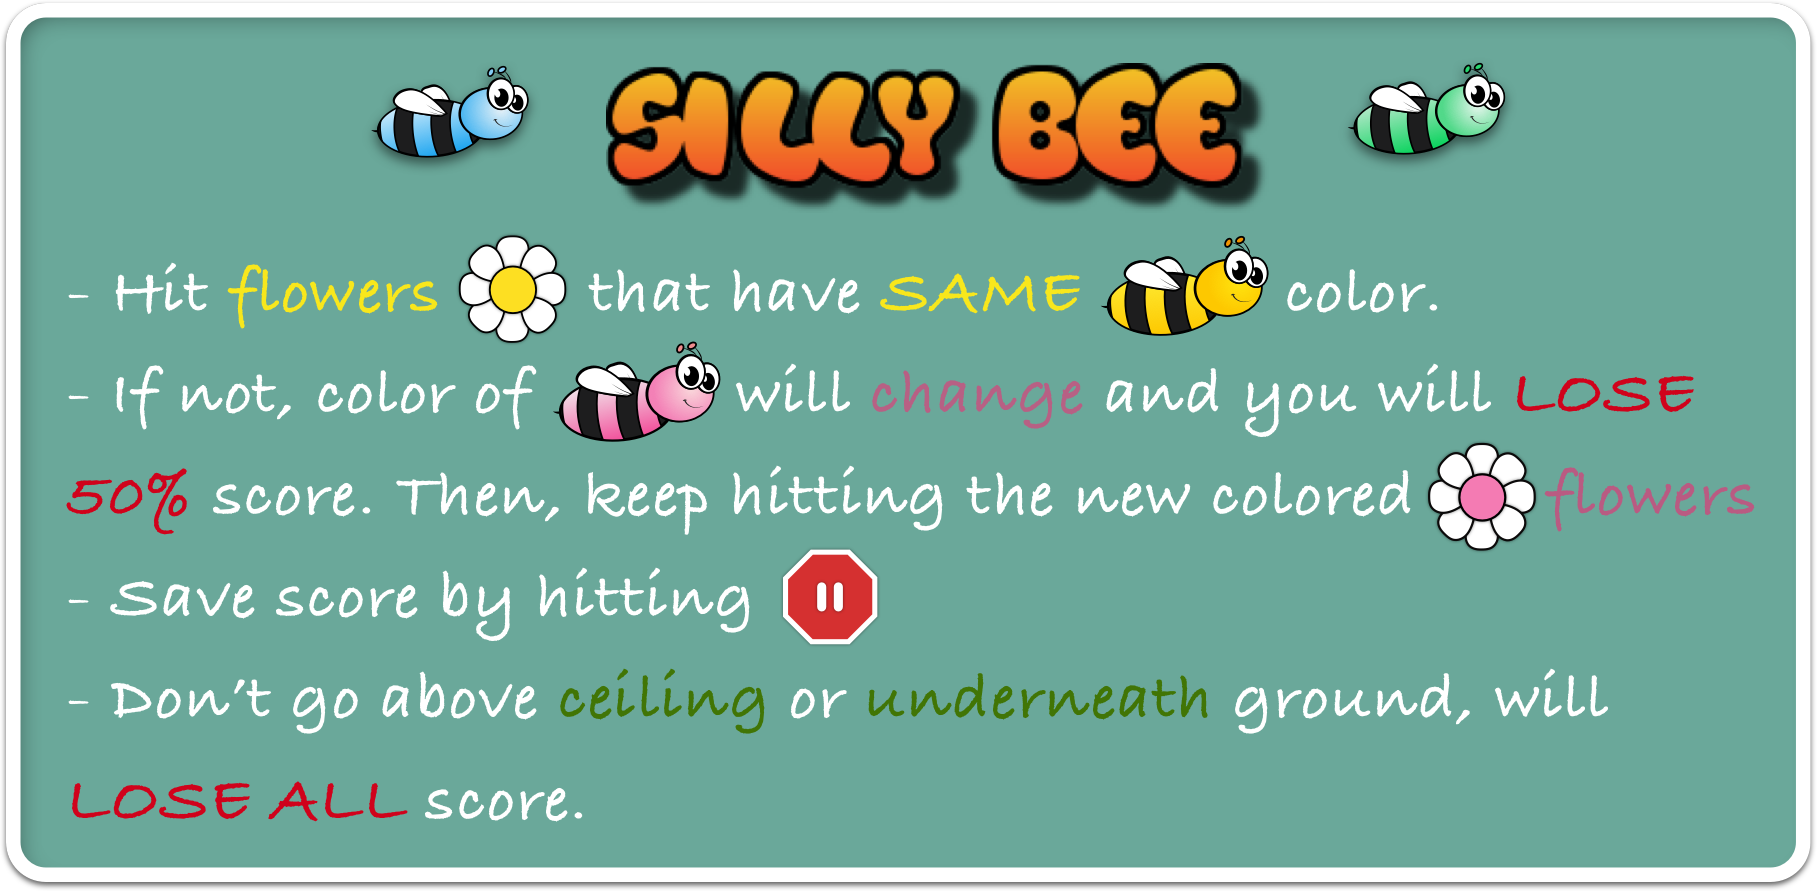 SILLY BEE
- Hit flowers that have SAME color.
- If not, color of will change and you will LOSE
50% score. Then, keep hitting the new colored flowers
- Save score by hitting
- Don't go above ceiling or underneath ground, will
LOSE ALL score.